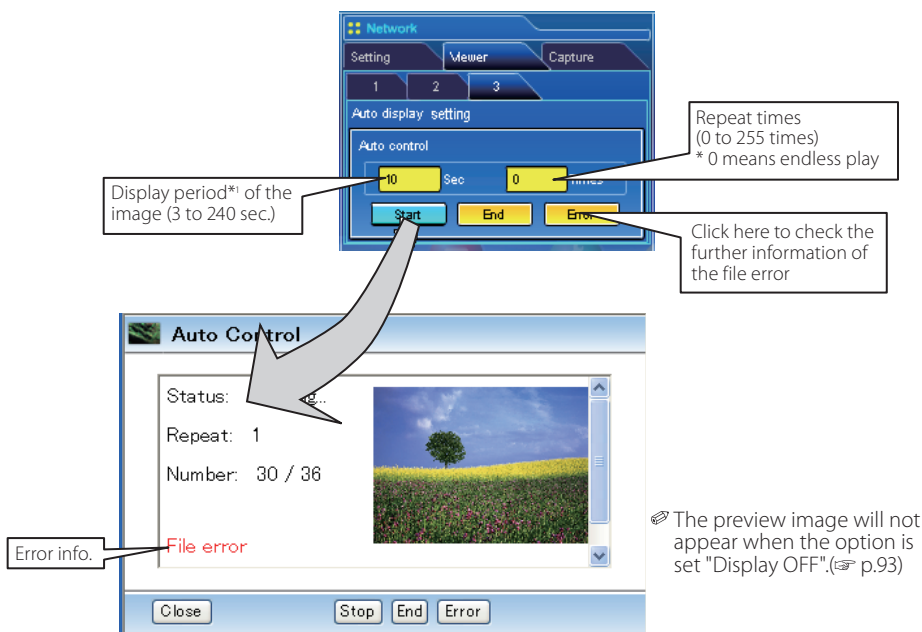 Network
Setting Viewer Capture
1 2 3
Auto display setting
Auto control
10 Sec 0 Times
Start End Error
Repeat times
(0 to 255 times)
* 0 means endless play
Display period*1 of the
image (3 to 240 sec.)
Click here to check the
further information of
the file error
Auto Control
Status:
Repeat: 1
Number: 30 / 36
File error
Error info.
Close Stop End Error
The preview image will not
appear when the option is
set "Display OFF".(☞ p.93)